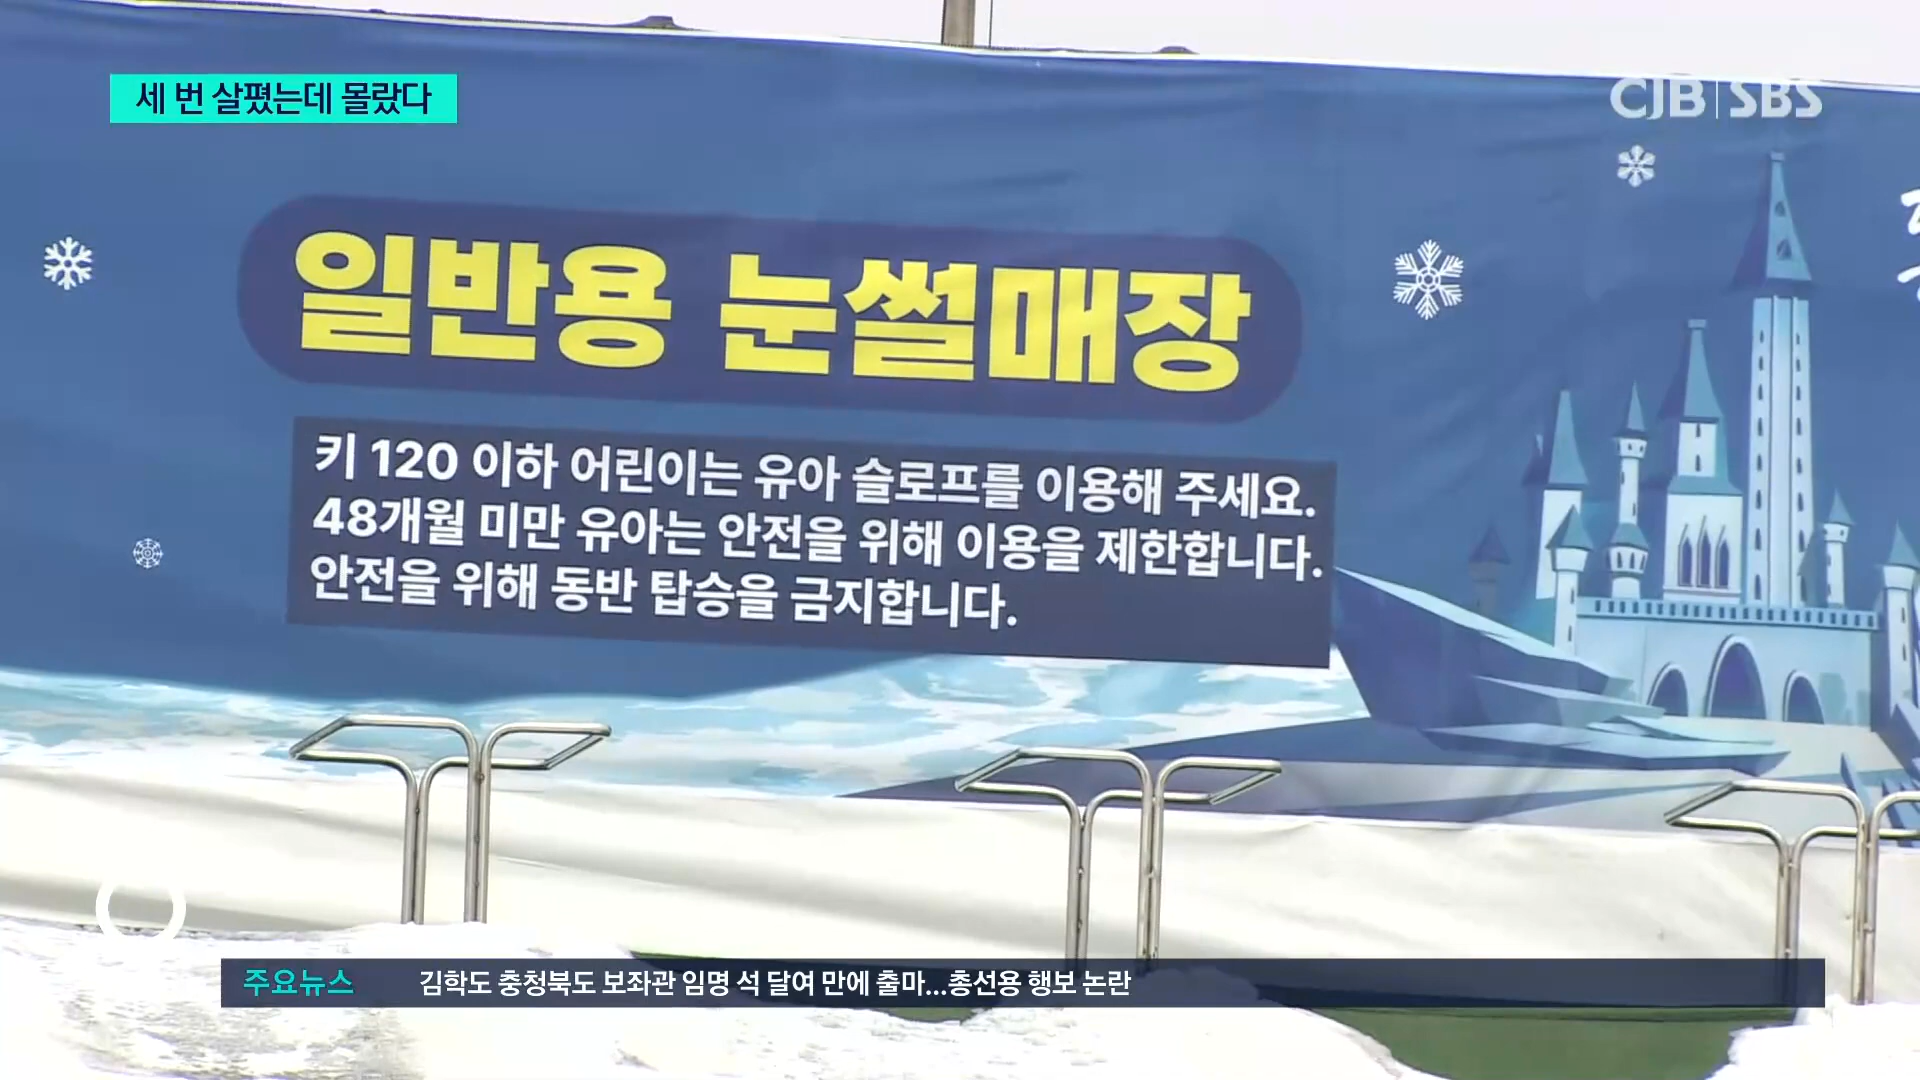 세 번 살폈는데 몰랐다
CJB SBS
일반용 눈썰매장
키 120 이하 어린이는 유아 슬로프를 이용해 주세요.
48개월 미만 유아는 안전을 위해 이용을 제한합니다.
안전을 위해 동반 탑승을 금지합니다.
주요뉴스 김학도 충청북도 보좌관 임명 석 달여 만에 출마...총선용 행보 논란